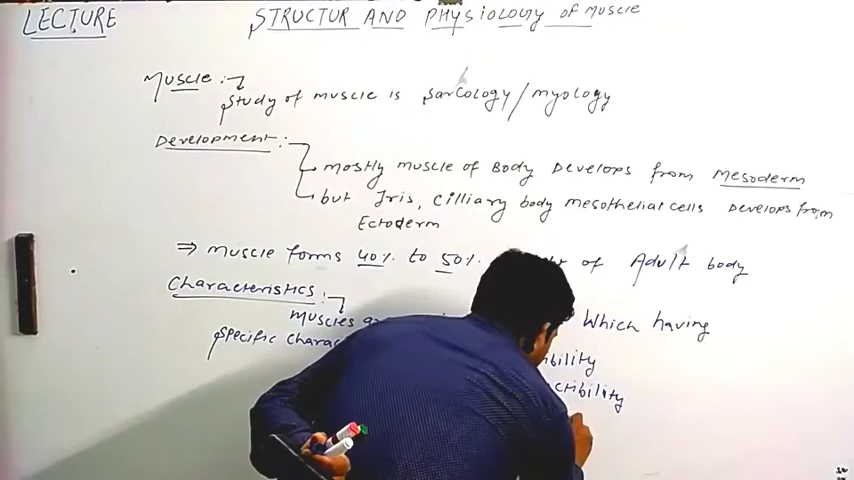 LECTURE
STRUCTUR AND PHYSIOLOGY OF MUSCLE
Muscle :-
Study of muscle is Sarcology/myology
Development :-
mostly muscle of Body Develops from Mesoderm
but Iris, Cilliary body mesothelial cells Develops from
Ectoderm
⇒ Muscle forms 40% to 50% of Adult body
Characteristics :-
Muscles Which having
Specific